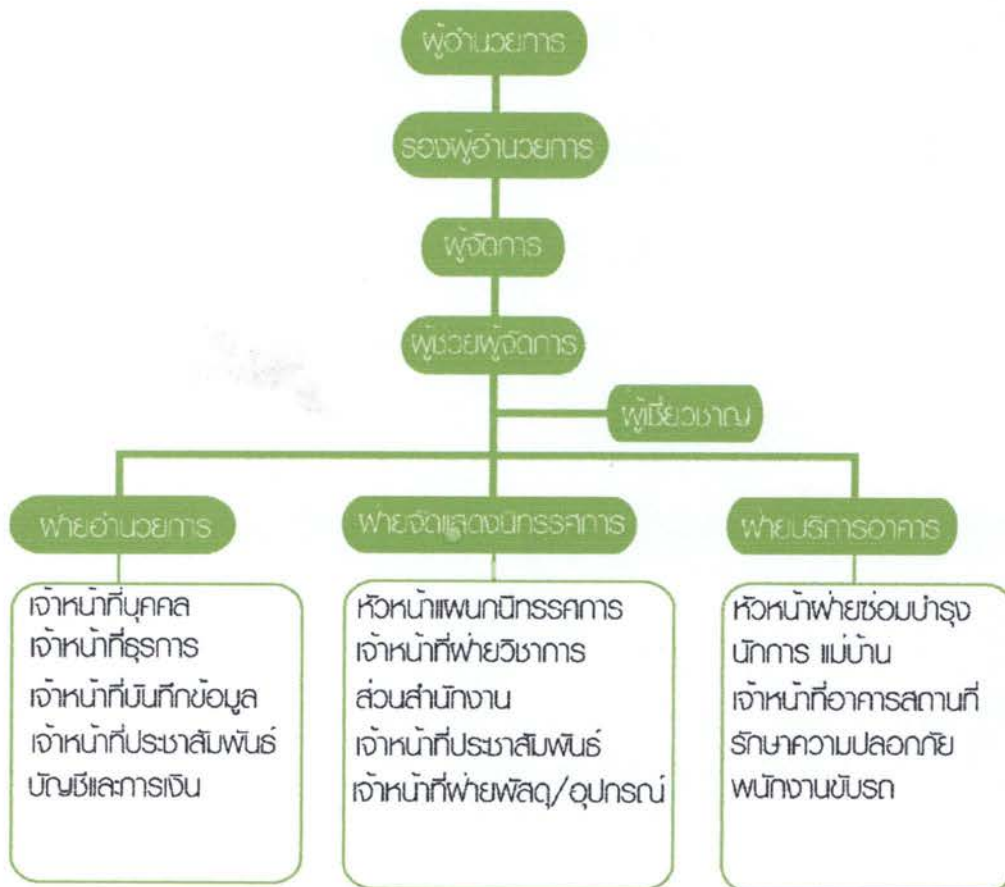 ผู้อำนวยการ
รองผู้อำนวยการ
ผู้จัดการ
ผู้ช่วยผู้จัดการ
ผู้เชี่ยวชาญ
ฝ่ายอำนวยการ
เจ้าหน้าที่บุคคล
เจ้าหน้าที่ธุรการ
เจ้าหน้าที่บันทึกข้อมูล
เจ้าหน้าที่ประชาสัมพันธ์
บัญชีและการเงิน
ฝ่ายจัดแสดงนิทรรศการ
หัวหน้าแผนกนิทรรศการ
เจ้าหน้าที่ฝ่ายวิชาการ
ส่วนสำนักงาน
เจ้าหน้าที่ประชาสัมพันธ์
เจ้าหน้าที่ฝ่ายพัสดุ/อุปกรณ์
ฝ่ายบริการอาคาร
หัวหน้าฝ่ายซ่อมบำรุง
นักการ แม่บ้าน
เจ้าหน้าที่อาคารสถานที่
รักษาความปลอดภัย
พนักงานขับรถ